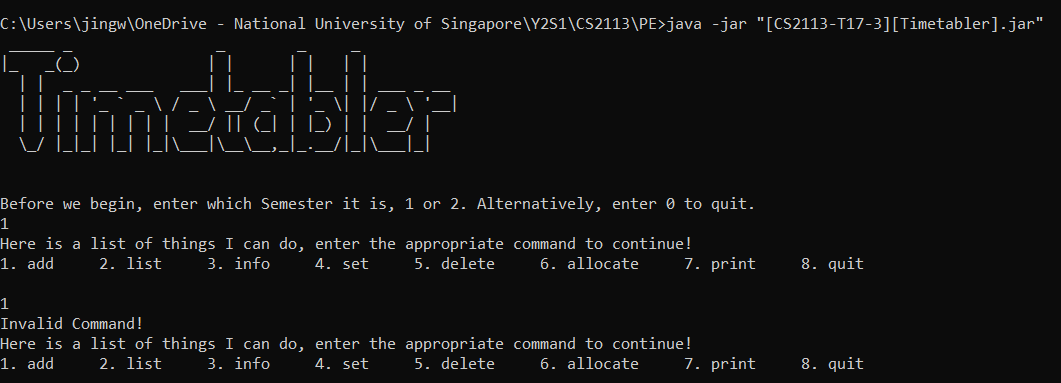 C:\Users\jingw\OneDrive - National University of Singapore\Y2S1\CS2113\PE>java -jar "[CS2113-T17-3][Timetabler].jar"
Timetabler
Before we begin, enter which Semester it is, 1 or 2. Alternatively, enter 0 to quit.
1
Here is a list of things I can do, enter the appropriate command to continue!
1. add     2. list     3. info     4. set     5. delete     6. allocate     7. print     8. quit
1
Invalid Command!
Here is a list of things I can do, enter the appropriate command to continue!
1. add     2. list     3. info     4. set     5. delete     6. allocate     7. print     8. quit